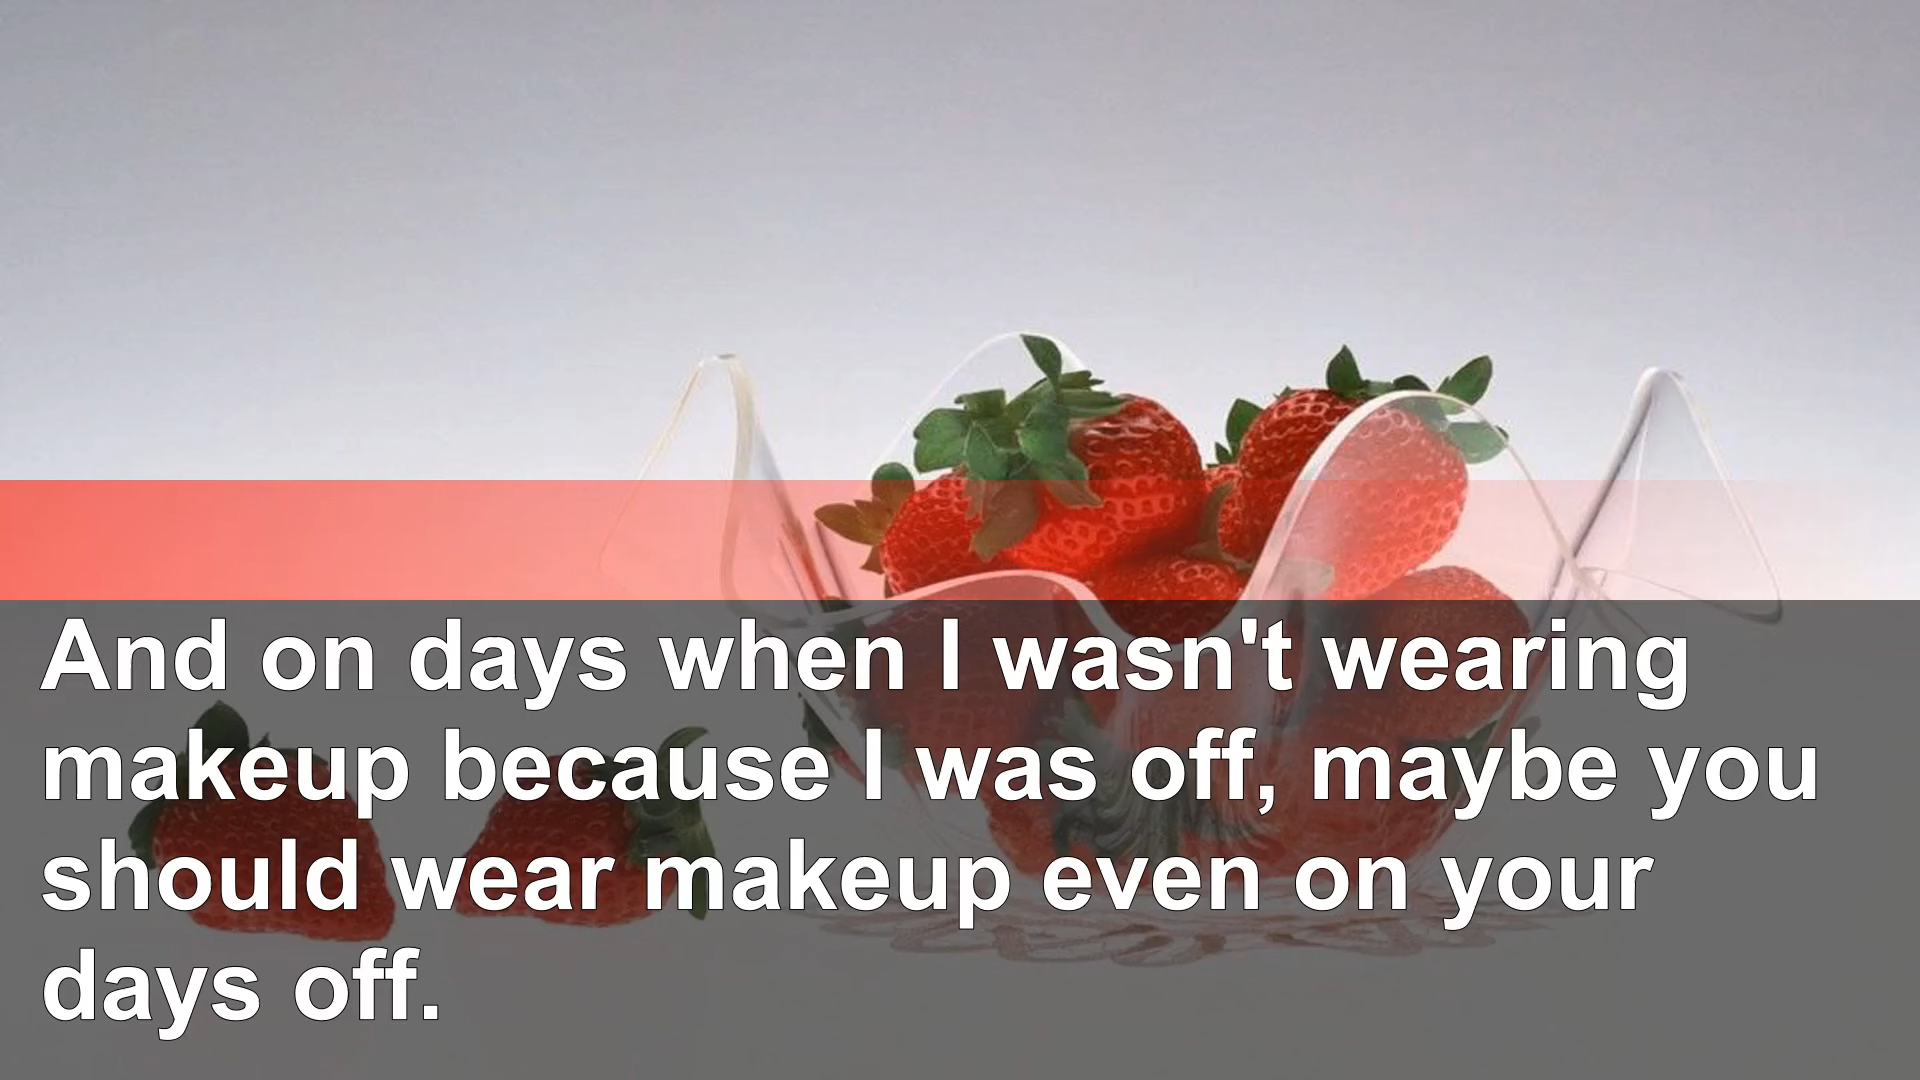 And on days when I wasn't wearing
makeup because I was off, maybe you
should wear makeup even on your
days off.